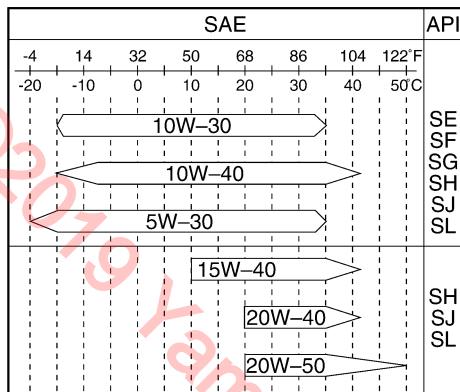 SAE API
-4 14 32 50 68 86 104 122°F
-20 -10 0 10 20 30 40 50°C
10W–30
10W–40
5W–30
SE
SF
SG
SH
SJ
SL
15W–40
20W–40
20W–50
SH
SJ
SL
©2019 Yam